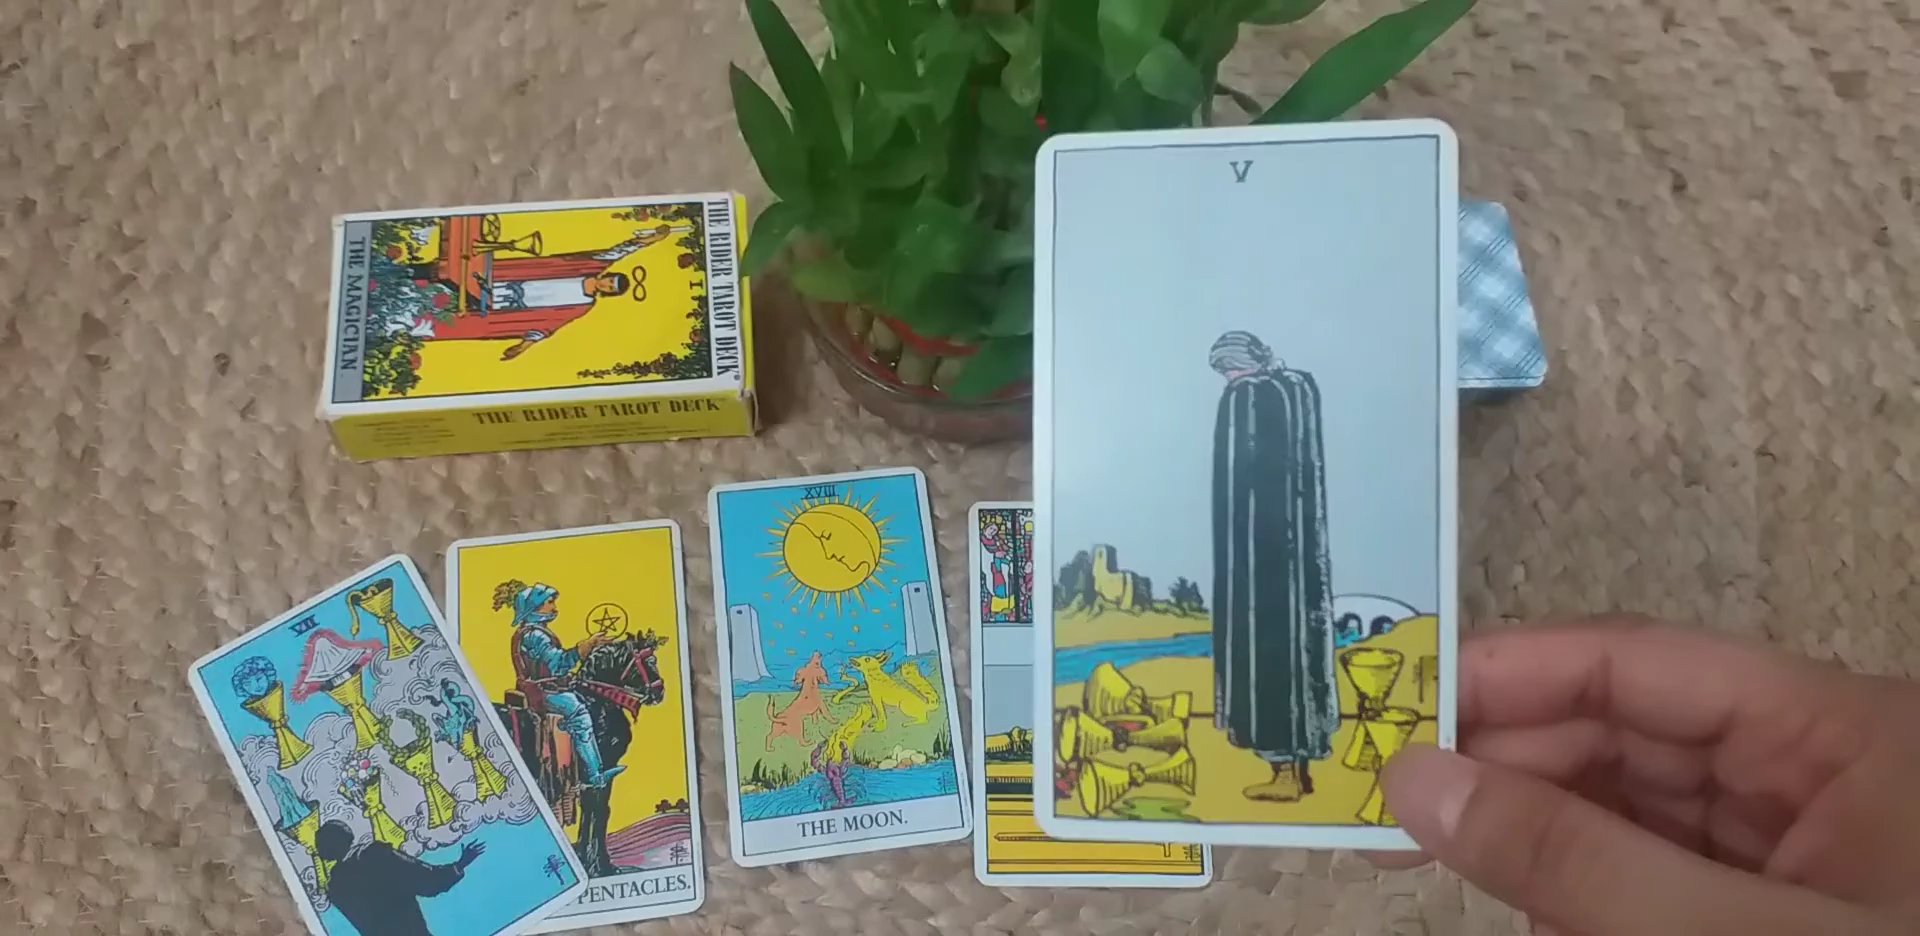 THE MAGICIAN
I
THE RIDER TAROT DECK
THE RIDER TAROT DECK
V
VII
PENTACLES.
XVIII
THE MOON.